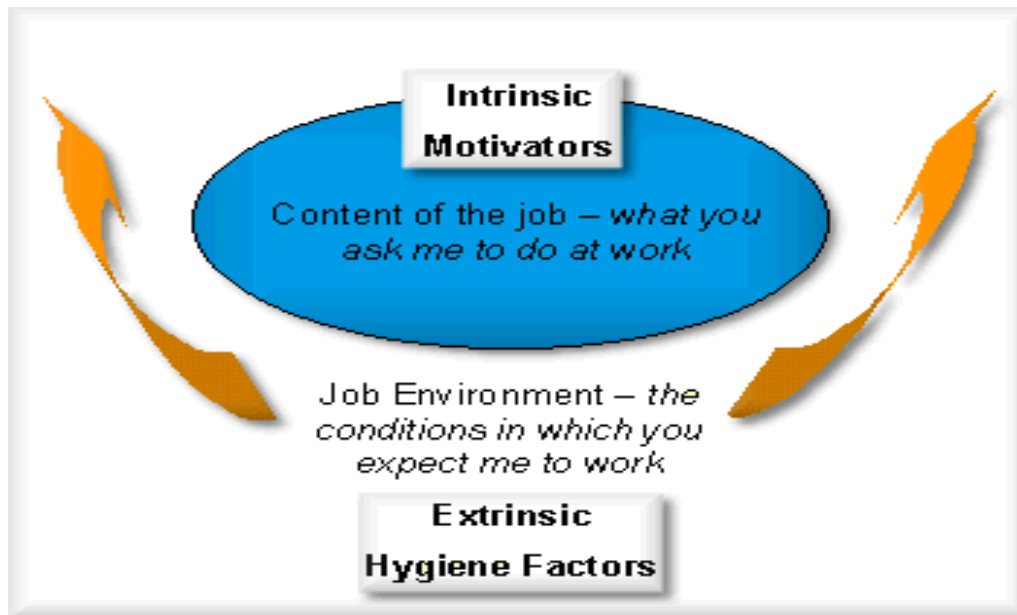 Intrinsic
Motivators
Content of the job – what you
ask me to do at work
Job Environment – the
conditions in which you
expect me to work
Extrinsic
Hygiene Factors